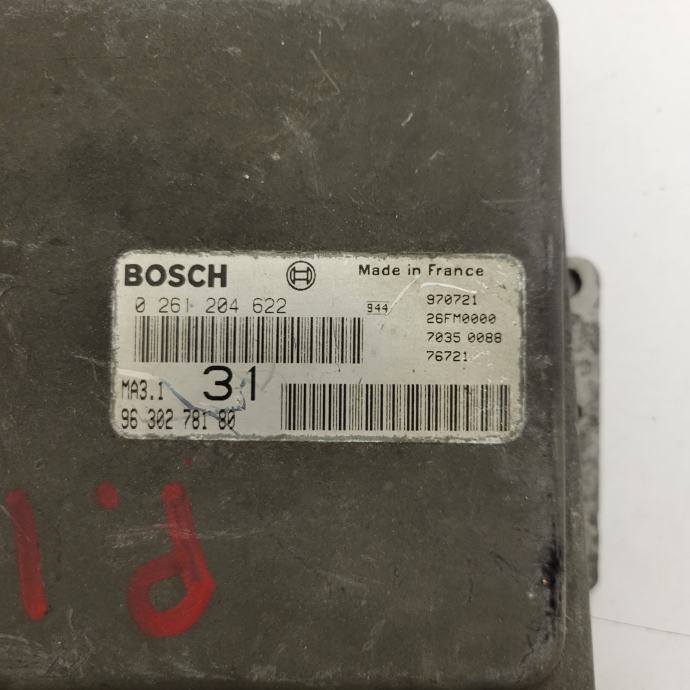 BOSCH
Made in France
0 261 204 622
944
970721
26FM0000
7035 0088
76721
MA3.1
31
96 302 781 80